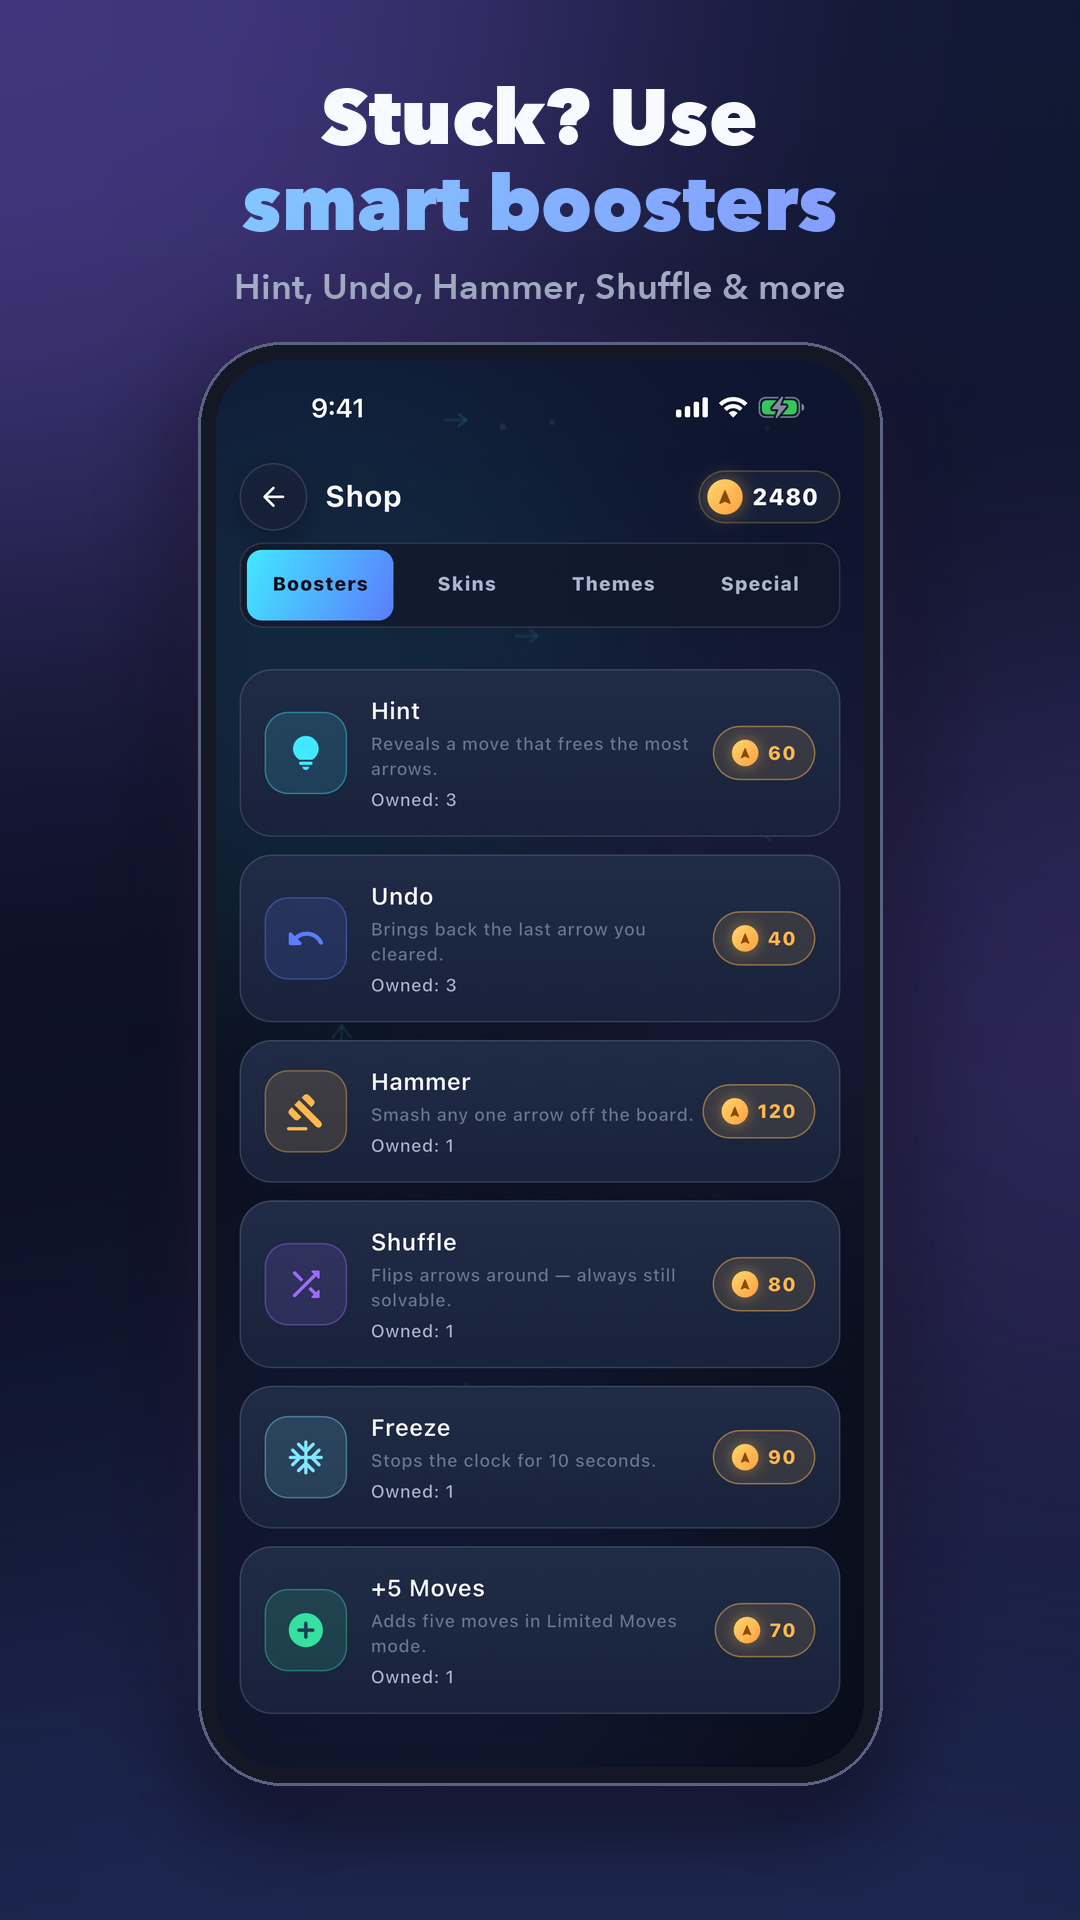 Stuck? Use
smart boosters
Hint, Undo, Hammer, Shuffle & more
9:41
Shop
2480
Boosters
Skins
Themes
Special
Hint
Reveals a move that frees the most
arrows.
Owned: 3
60
Undo
Brings back the last arrow you
cleared.
Owned: 3
40
Hammer
Smash any one arrow off the board.
Owned: 1
120
Shuffle
Flips arrows around — always still
solvable.
Owned: 1
80
Freeze
Stops the clock for 10 seconds.
Owned: 1
90
+5 Moves
Adds five moves in Limited Moves
mode.
Owned: 1
70